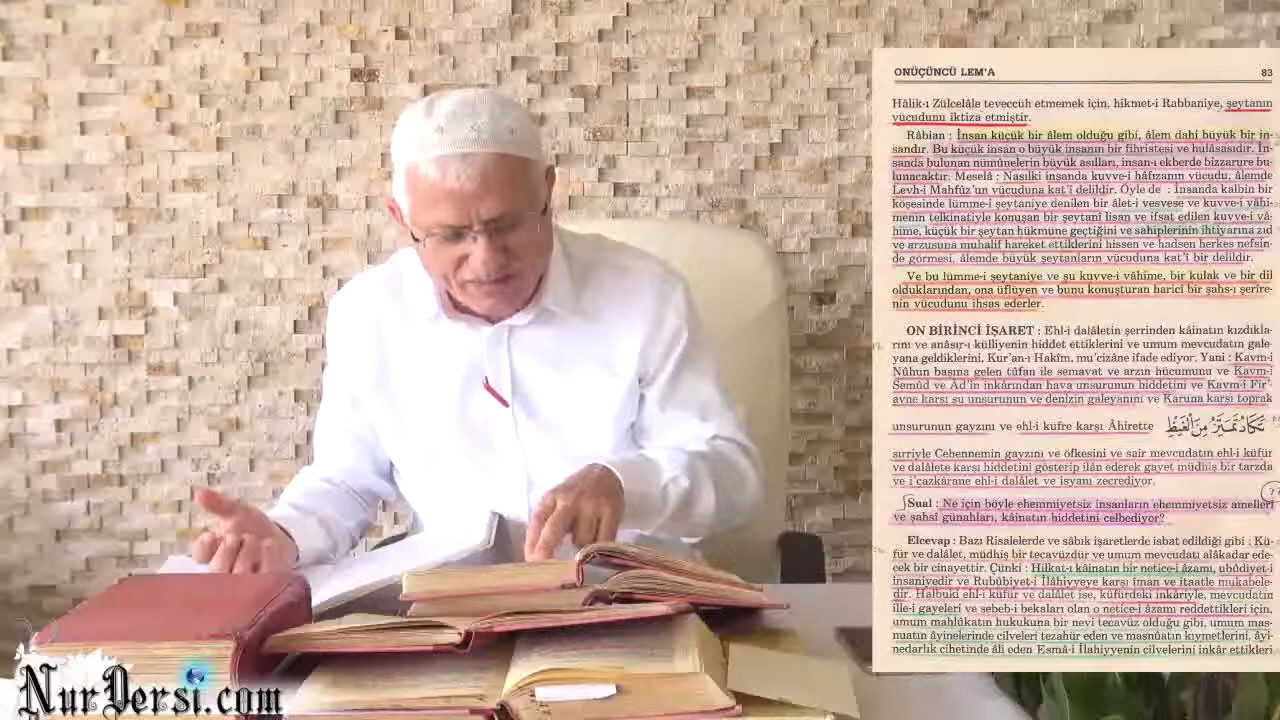 ONÜÇÜNCÜ LEM'A 83
Hâlik-ı Zülcelâle teveccüh etmemek için, hikmet-i Rabbaniye, şeytanın
vücudunu iktiza etmiştir.
Râbian : İnsan küçük bir âlem olduğu gibi, âlem dahi büyük bir in-
sandır. Bu küçük insan o büyük insanın bir fihristesi ve hulâsasıdır. İn-
sanda bulunan nümûnelerin büyük asılları, insan-ı ekberde bizzarure bu-
lunacaktır. Meselâ : Nasılki insanda kuvve-i hâfızanın vücudu, âlemde
Levh-i Mahfûz'un vücuduna kat'î delildir. Öyle de : İnsanda kalbin bir
köşesinde lümme-i şeytaniye denilen bir âlet-i vesvese ve kuvve-i vâhi-
menin telkinatiyle konuşan bir şeytanî lisan ve ifsat edilen kuvve-i vâ-
hime, küçük bir şeytan hükmüne geçtiğini ve sahiplerinin ihtiyarına zıd
ve arzusuna muhalif hareket ettiklerini hissen ve hadsen herkes nefsin-
de görmesi, âlemde büyük şeytanların vücuduna kat'î bir delildir.
Ve bu lümme-i şeytaniye ve şu kuvve-i vâhime, bir kulak ve bir dil
olduklarından, ona üflüyen ve bunu konuşturan haricî bir şahs-ı şerîre-
nin vücudunu ihsas ederler.
ON BİRİNCİ İŞARET : Ehl-i dalâletin şerrinden kâinatın kızdıkla-
rını ve anâsır-ı külliyenin hiddet ettiklerini ve umum mevcudatın gale-
yana geldiklerini, Kur'an-ı Hakîm, mu'cizâne ifade ediyor. Yani : Kavm-i
Nûhun başına gelen tûfan ile semavat ve arzın hücumunu ve Kavm-i
Semûd ve Âd'in inkârından hava unsurunun hiddetini ve Kavm-i Fir'-
avne karşı su unsurunun ve denizin galeyanını ve Karuna karşı toprak
unsurunun gayzını ve ehl-i küfre karşı Âhirette تَكَادُ تَمَيَّزُ مِنَ الْغَيْظِ
sırriyle Cehennemin gayzını ve öfkesini ve sair mevcudatın ehl-i küfür
ve dalâlete karşı hiddetini gösterip ilân ederek gayet müdhiş bir tarzda
ve i'cazkârane ehl-i dalâlet ve isyanı zecrediyor.
Sual : Ne için böyle ehemmiyetsiz insanların ehemmiyetsiz amelleri
ve şahsî günahları, kâinatın hiddetini celbediyor?
Elcevap : Bazı Risalelerde ve sâbık işaretlerde isbat edildiği gibi : Kü-
für ve dalâlet, müdhiş bir tecavüzdür ve umum mevcudatı alâkadar ede-
cek bir cinayettir. Çünki : Hilkat-ı kâinatın bir netice-i âzamı, ubûdiyet-i
insaniyedir ve Rubûbiyet-i İlâhiyyeye karşı iman ve itaatle mukabele-
dir. Halbuki ehl-i küfür ve dalâlet ise, küfürdeki inkâriyle, mevcudatın
ille-i gayeleri ve sebeb-i bekaları olan o netice-i âzamı reddettikleri için,
umum mahlûkatın hukukuna bir nevi tecavüz olduğu gibi, umum mas-
nuatın âyinelerinde cilveleri tezahür eden ve masnûatın kıymetlerini, âyi-
nedarlık cihetinde âli eden Esmâ-i İlahiyyenin cilvelerini inkâr ettikleri
NurDersi.com